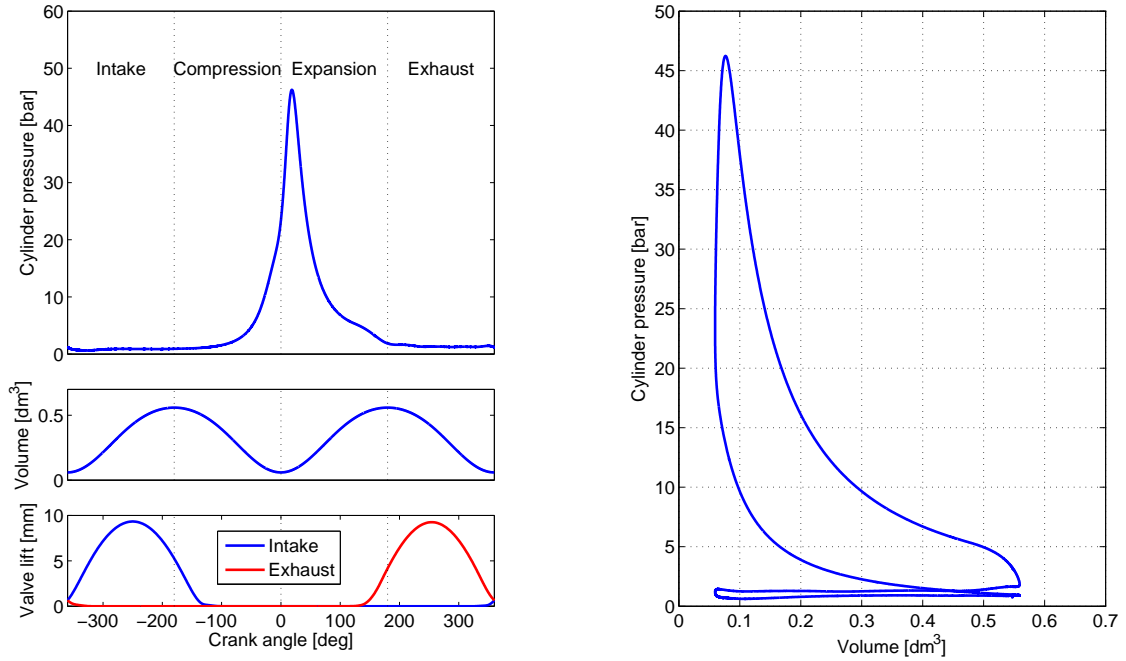 60
50
40
30
20
10
0
Cylinder pressure [bar]
Intake
Compression
Expansion
Exhaust
0.5
0
Volume [dm³]
10
5
0
Valve lift [mm]
Intake
Exhaust
−300 −200 −100 0 100 200 300
Crank angle [deg]
50
45
40
35
30
25
20
15
10
5
0
Cylinder pressure [bar]
0 0.1 0.2 0.3 0.4 0.5 0.6 0.7
Volume [dm³]